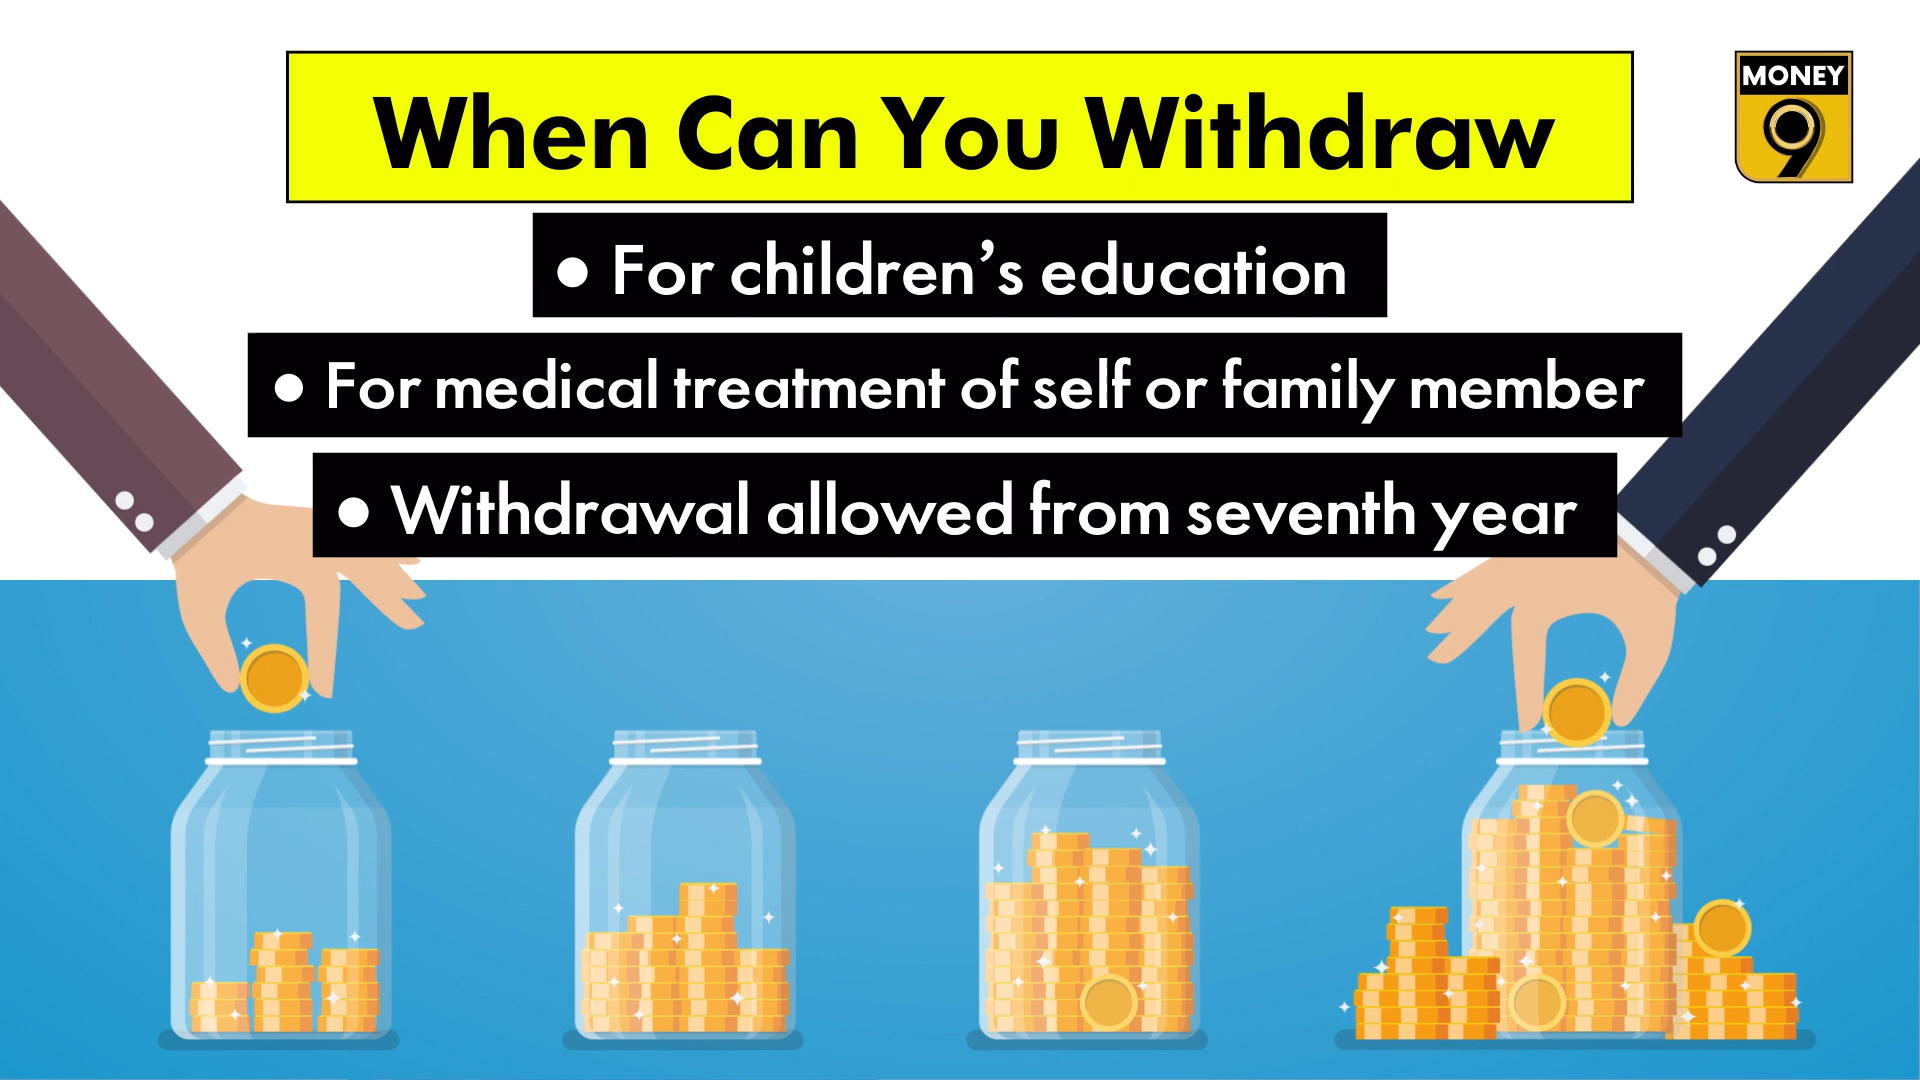 When Can You Withdraw
MONEY
9
• For children’s education
• For medical treatment of self or family member
• Withdrawal allowed from seventh year